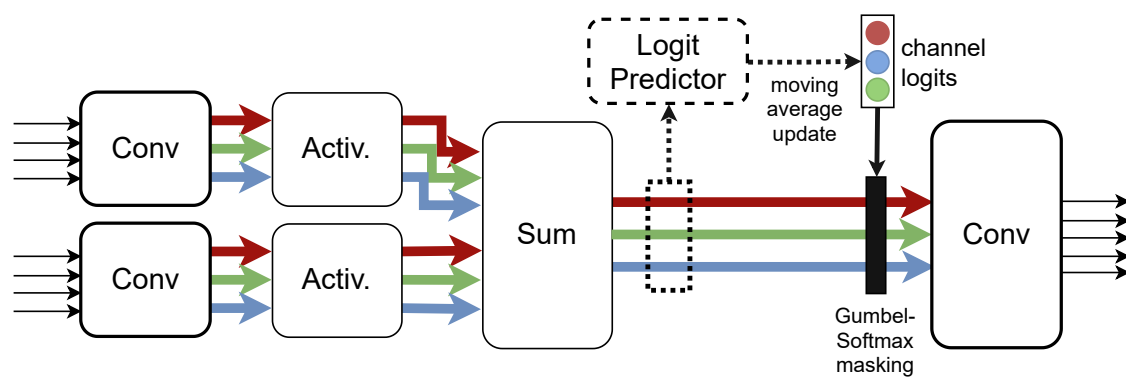 Logit
Predictor
channel
logits
moving
average
update
Conv
Activ.
Sum
Conv
Conv
Activ.
Gumbel-
Softmax
masking